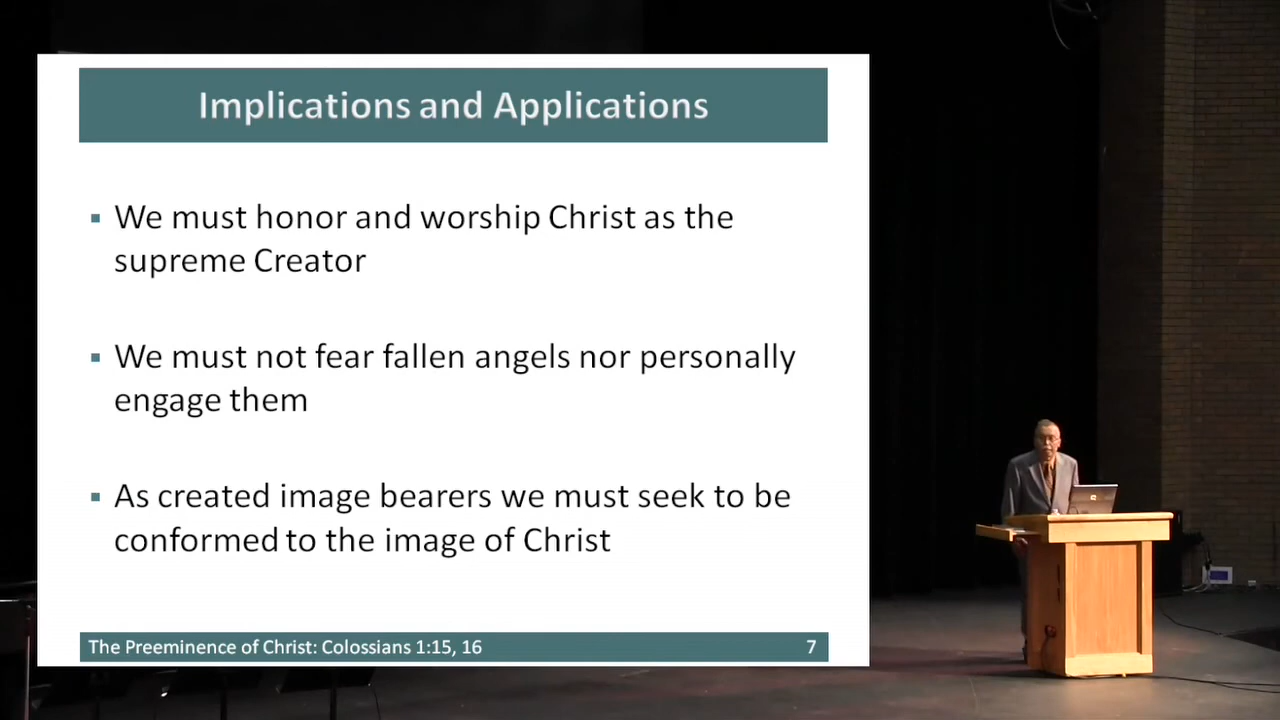 Implications and Applications
We must honor and worship Christ as the
supreme Creator
We must not fear fallen angels nor personally
engage them
As created image bearers we must seek to be
conformed to the image of Christ
The Preeminence of Christ: Colossians 1:15, 16 7